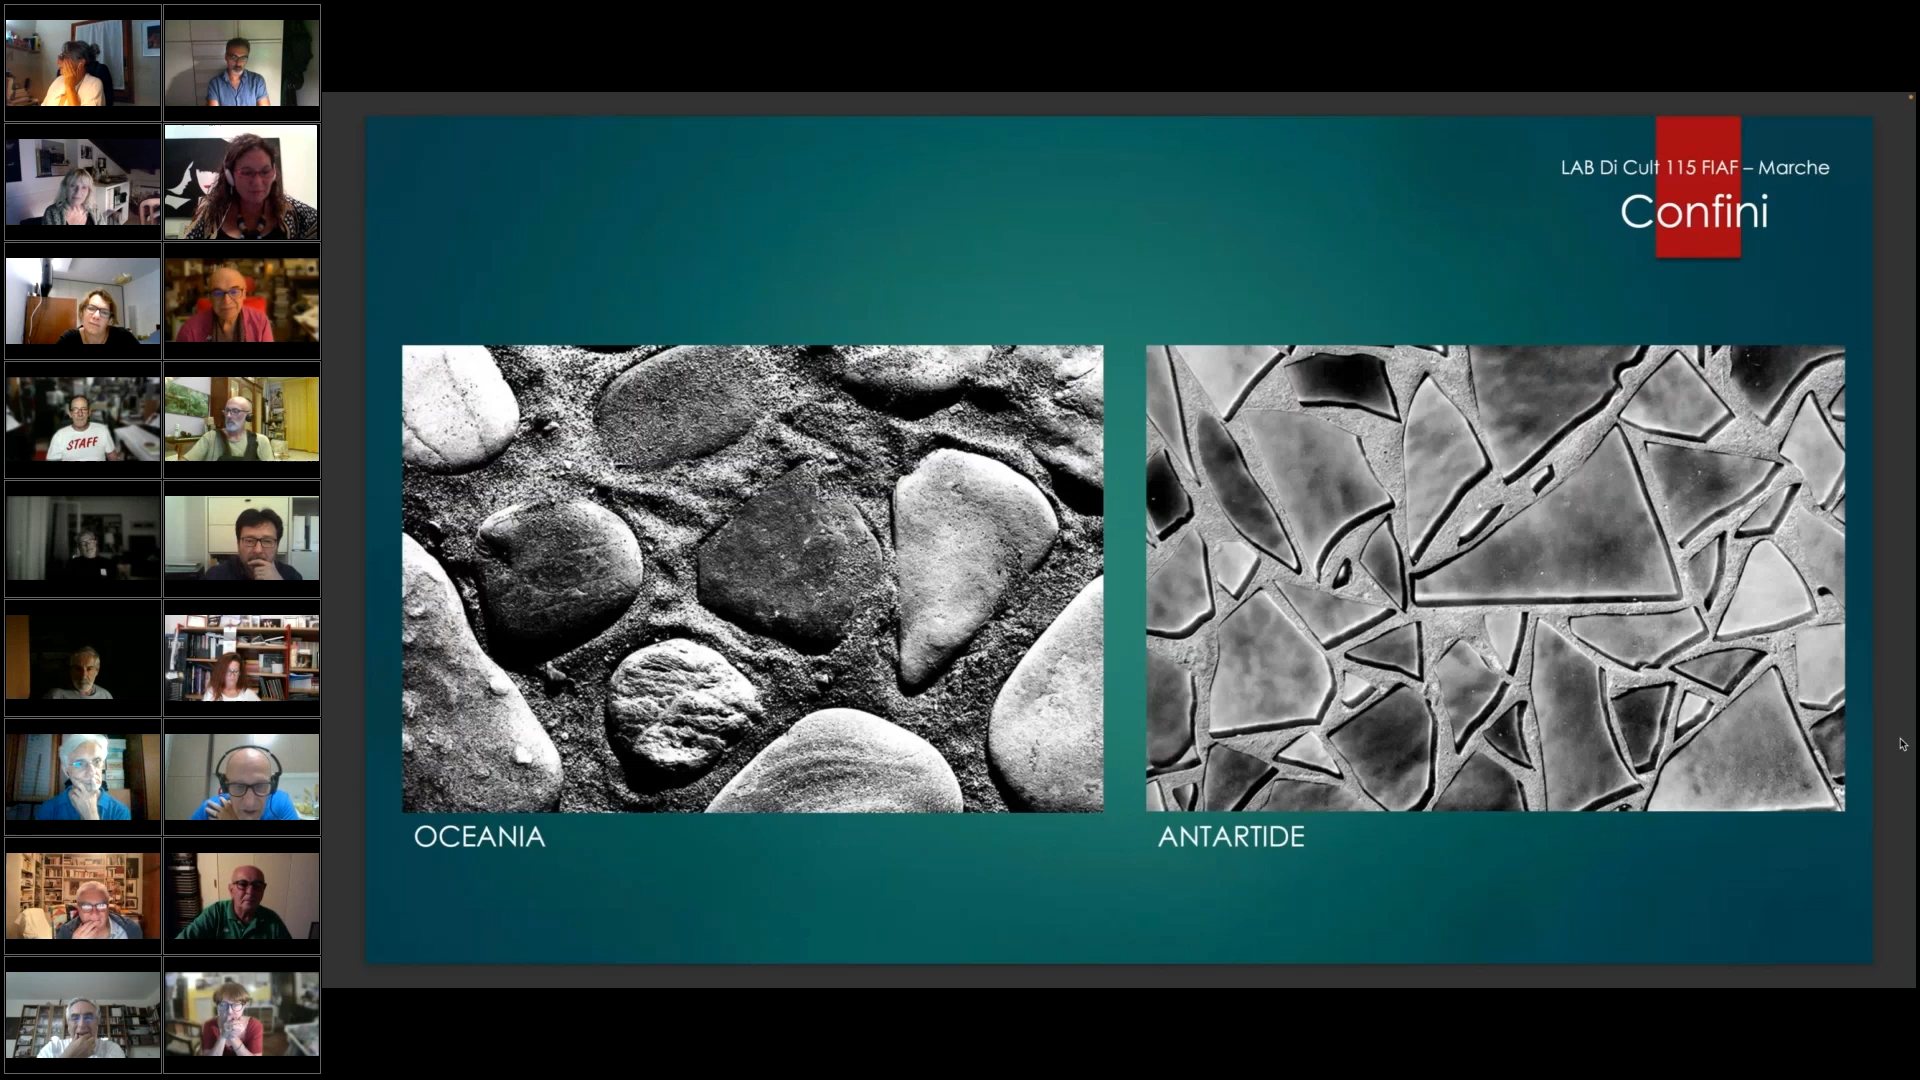 STAFF
LAB Di Cult 115 FIAF – Marche
Confini
OCEANIA
ANTARTIDE